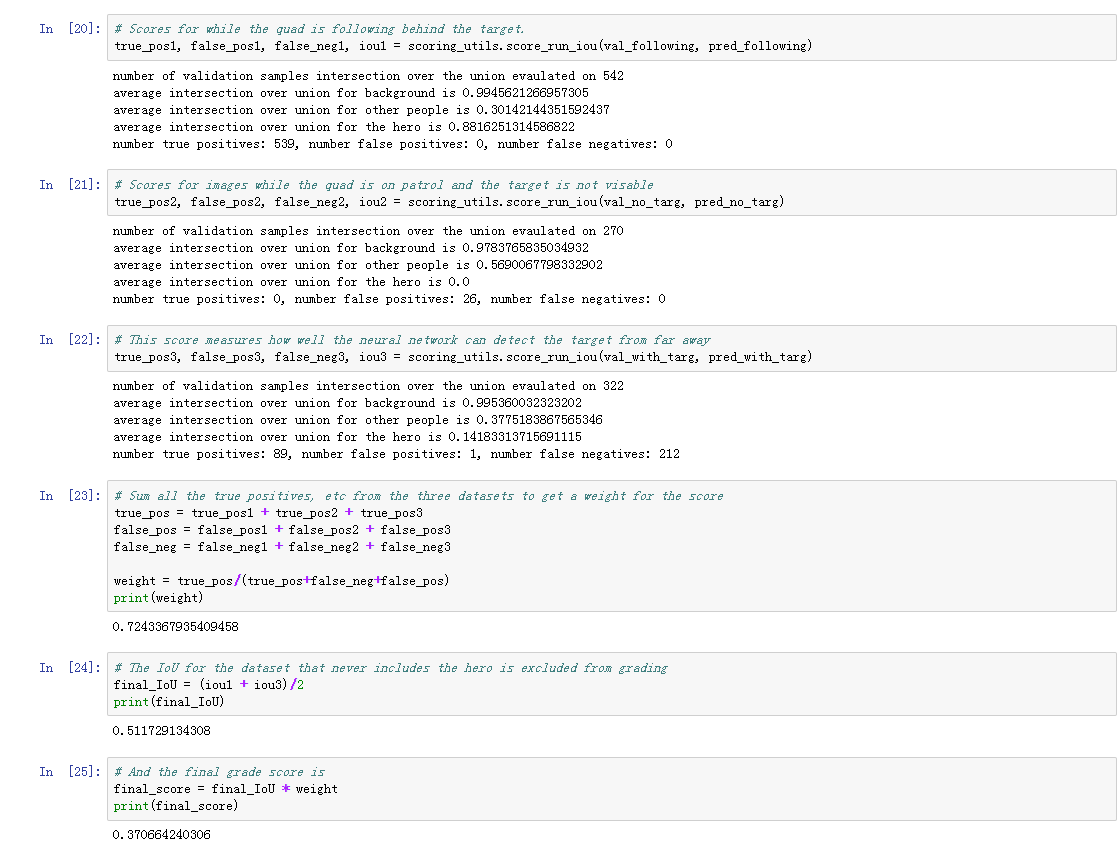 In [20]: # Scores for while the quad is following behind the target.
true_pos1, false_pos1, false_neg1, iou1 = scoring_utils.score_run_iou(val_following, pred_following)
number of validation samples intersection over the union evaulated on 542
average intersection over union for background is 0.9945621266957305
average intersection over union for other people is 0.30142144351592437
average intersection over union for the hero is 0.8816251314586822
number true positives: 539, number false positives: 0, number false negatives: 0
In [21]: # Scores for images while the quad is on patrol and the target is not visable
true_pos2, false_pos2, false_neg2, iou2 = scoring_utils.score_run_iou(val_no_targ, pred_no_targ)
number of validation samples intersection over the union evaulated on 270
average intersection over union for background is 0.9783765835034932
average intersection over union for other people is 0.5690067798332902
average intersection over union for the hero is 0.0
number true positives: 0, number false positives: 26, number false negatives: 0
In [22]: # This score measures how well the neural network can detect the target from far away
true_pos3, false_pos3, false_neg3, iou3 = scoring_utils.score_run_iou(val_with_targ, pred_with_targ)
number of validation samples intersection over the union evaulated on 322
average intersection over union for background is 0.995360032323202
average intersection over union for other people is 0.3775183867565346
average intersection over union for the hero is 0.14183313715691115
number true positives: 89, number false positives: 1, number false negatives: 212
In [23]: # Sum all the true positives, etc from the three datasets to get a weight for the score
true_pos = true_pos1 + true_pos2 + true_pos3
false_pos = false_pos1 + false_pos2 + false_pos3
false_neg = false_neg1 + false_neg2 + false_neg3
weight = true_pos/(true_pos+false_neg+false_pos)
print(weight)
0.7243367935409458
In [24]: # The IoU for the dataset that never includes the hero is excluded from grading
final_IoU = (iou1 + iou3)/2
print(final_IoU)
0.511729134308
In [25]: # And the final grade score is
final_score = final_IoU * weight
print(final_score)
0.370664240306